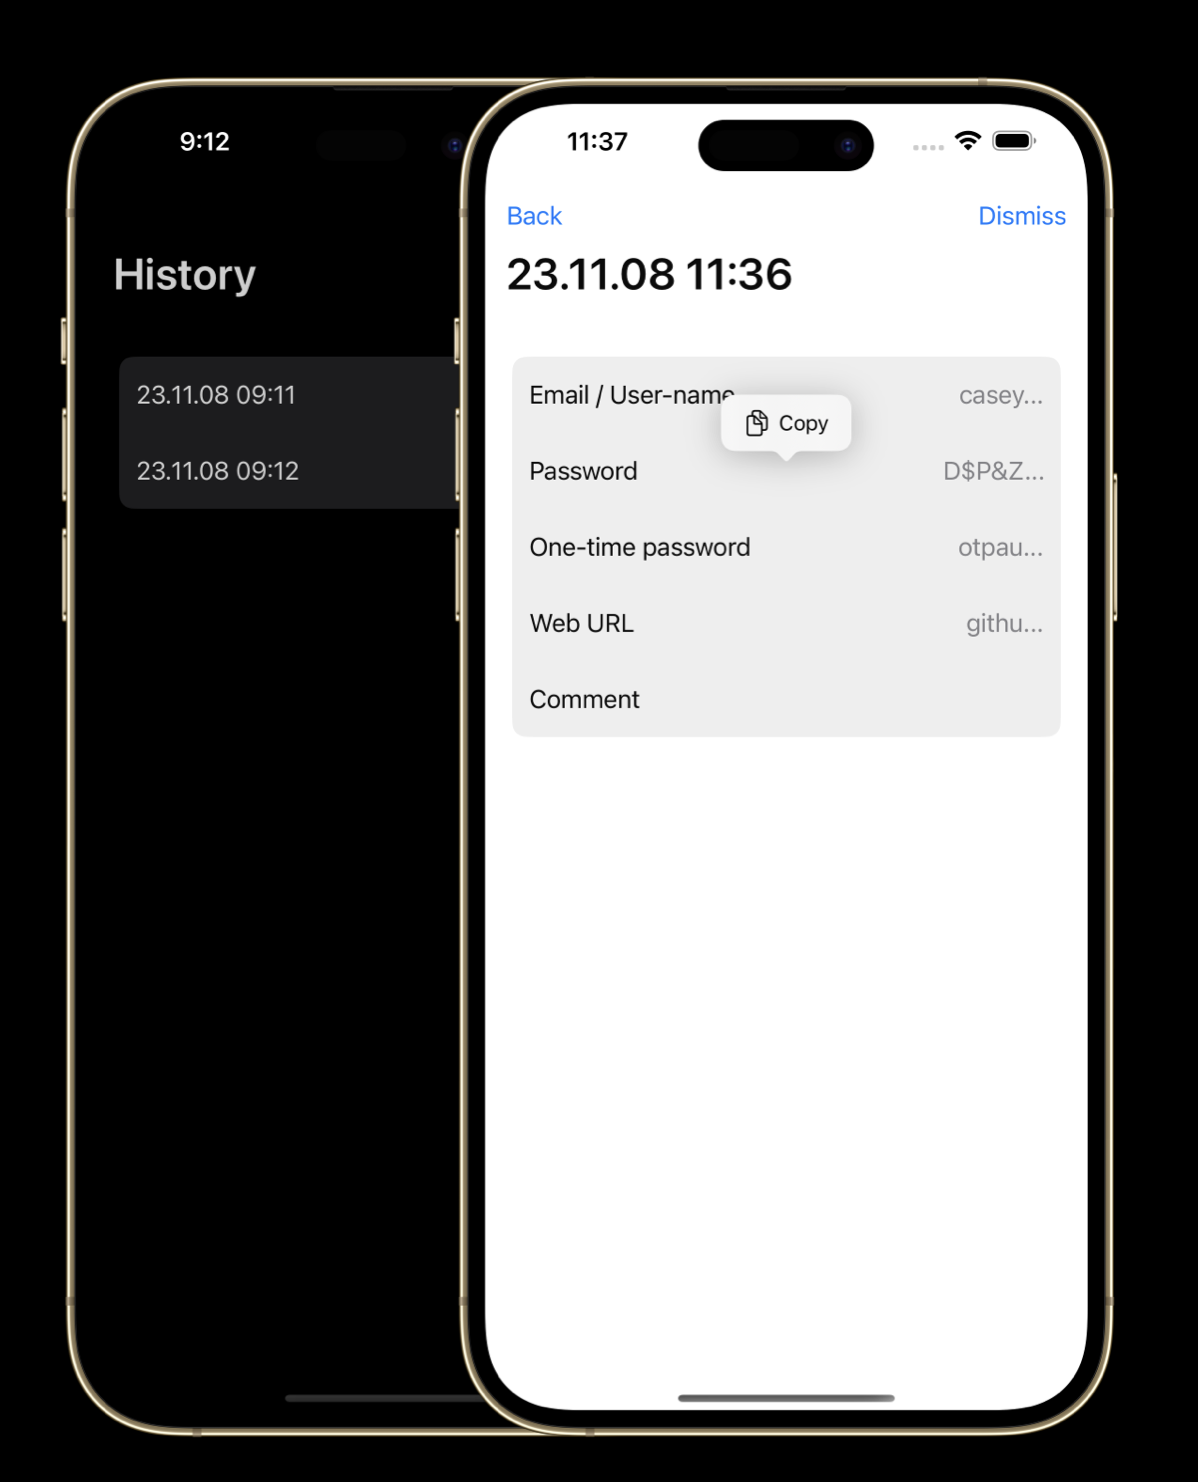 9:12
History
23.11.08 09:11
23.11.08 09:12
11:37
Back
Dismiss
23.11.08 11:36
Email / User-name
casey...
Copy
Password
D$P&Z...
One-time password
otpau...
Web URL
githu...
Comment